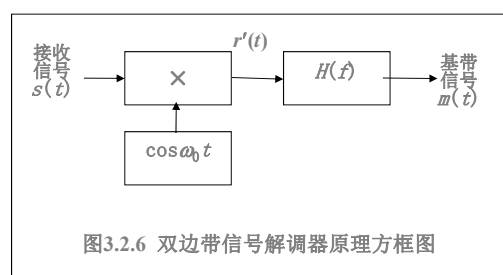 r′(t)
接收
信号
s(t)
×
H(f)
基带
信号
m(t)
cosω₀t
图3.2.6 双边带信号解调器原理方框图